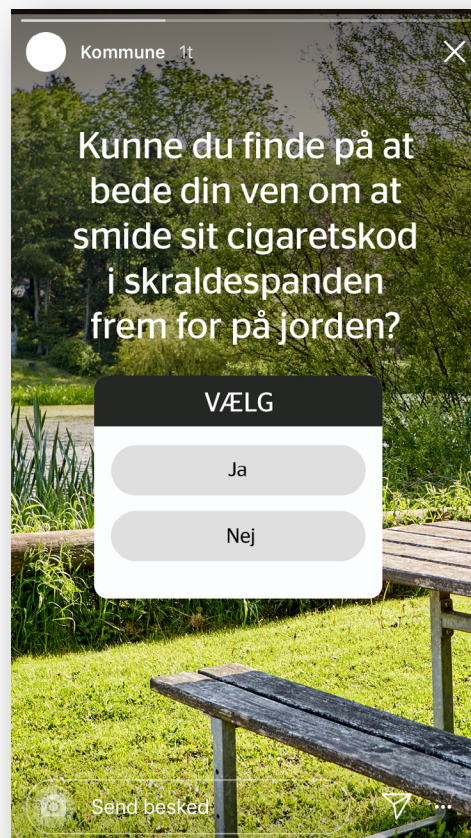 Kommune 1t
Kunne du finde på at
bede din ven om at
smide sit cigaretskod
i skraldespanden
frem for på jorden?
VÆLG
Ja
Nej
Send besked